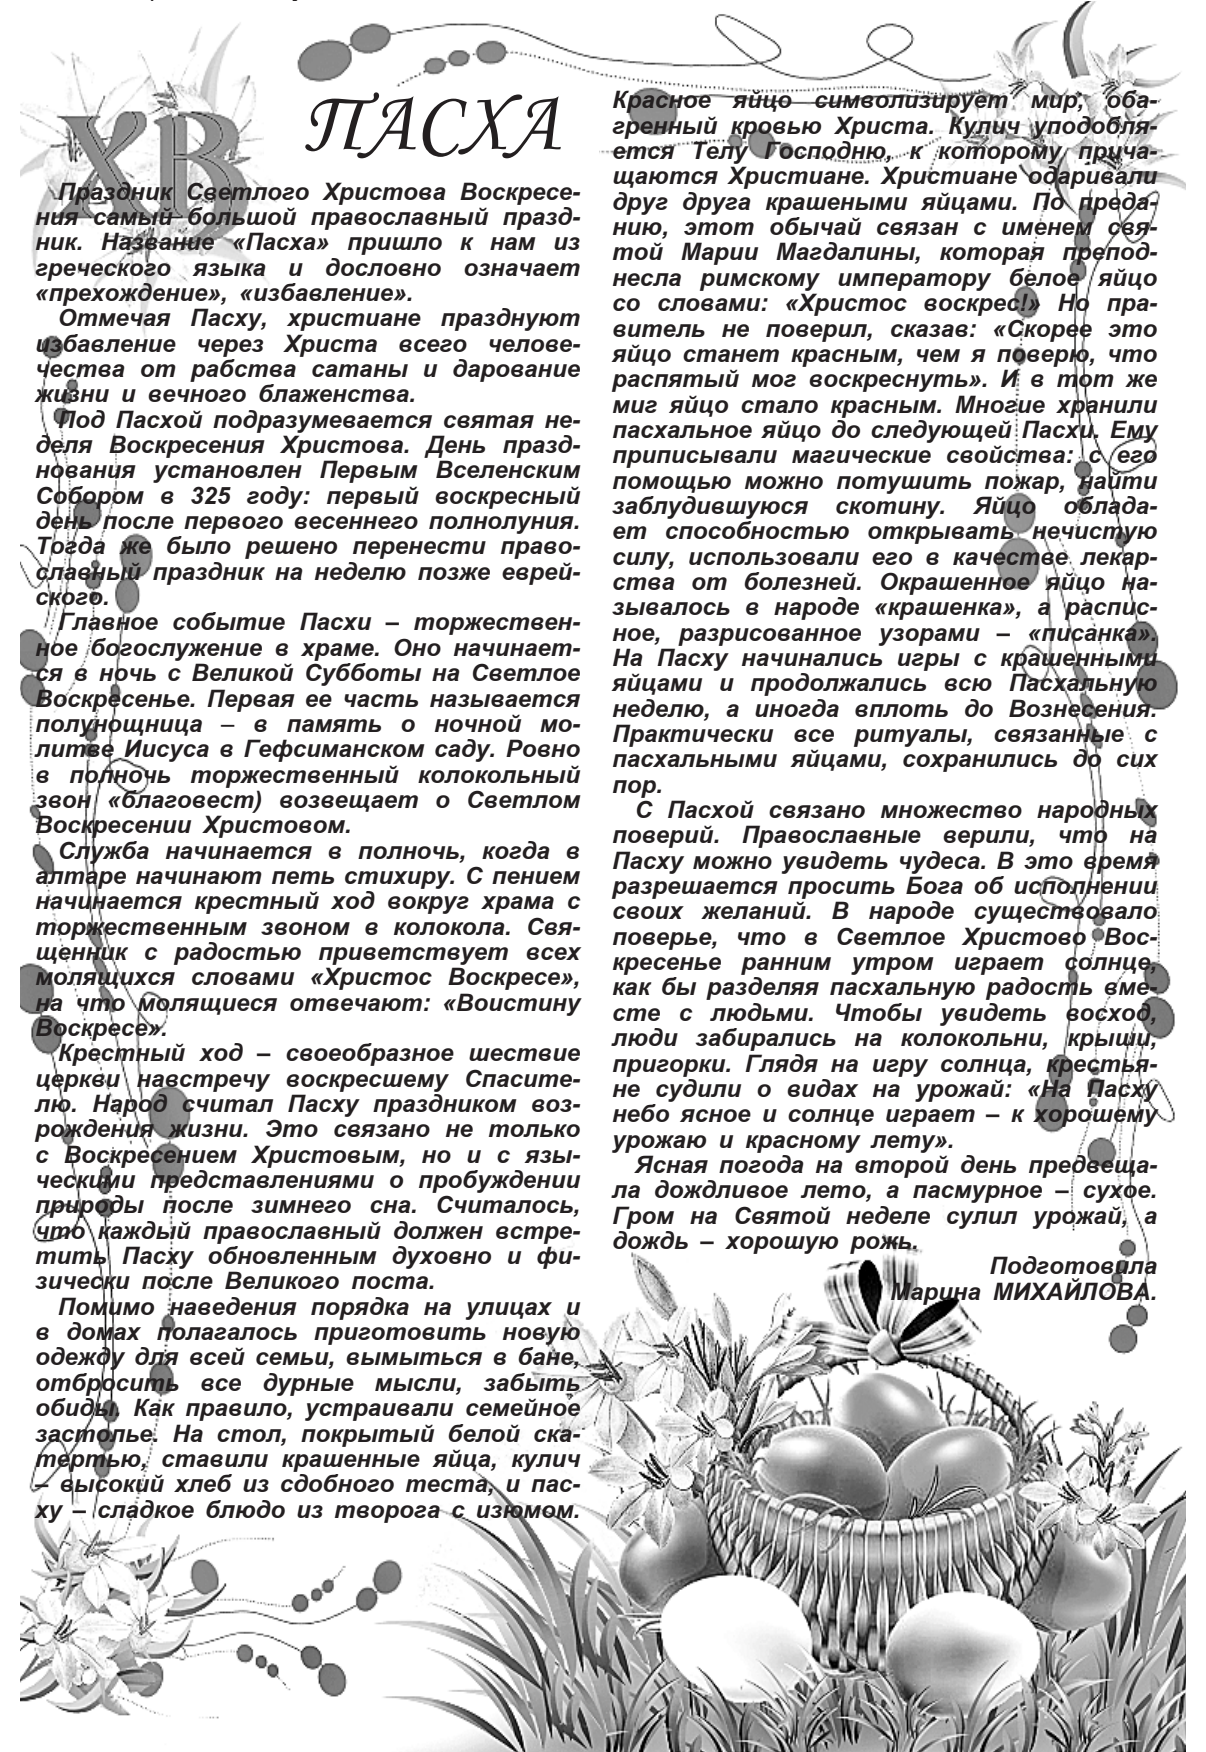 ХВ
ПАСХА
Праздник Светлого Христова Воскресе-
ния самый большой православный празд-
ник. Название «Пасха» пришло к нам из
греческого языка и дословно означает
«прехождение», «избавление».
Отмечая Пасху, христиане празднуют
избавление через Христа всего челове-
чества от рабства сатаны и дарование
жизни и вечного блаженства.
Под Пасхой подразумевается святая не-
деля Воскресения Христова. День празд-
нования установлен Первым Вселенским
Собором в 325 году: первый воскресный
день после первого весеннего полнолуния.
Тогда же было решено перенести право-
славный праздник на неделю позже еврей-
ского.
Главное событие Пасхи – торжествен-
ное богослужение в храме. Оно начинает-
ся в ночь с Великой Субботы на Светлое
Воскресенье. Первая ее часть называется
полунощница – в память о ночной мо-
литве Иисуса в Гефсиманском саду. Ровно
в полночь торжественный колокольный
звон «благовест) возвещает о Светлом
Воскресении Христовом.
Служба начинается в полночь, когда в
алтаре начинают петь стихиру. С пением
начинается крестный ход вокруг храма с
торжественным звоном в колокола. Свя-
щенник с радостью приветствует всех
молящихся словами «Христос Воскресе»,
на что молящиеся отвечают: «Воистину
Воскресе».
Крестный ход – своеобразное шествие
церкви навстречу воскресшему Спасите-
лю. Народ считал Пасху праздником воз-
рождения жизни. Это связано не только
с Воскресением Христовым, но и с язы-
ческими представлениями о пробуждении
природы после зимнего сна. Считалось,
что каждый православный должен встре-
тить Пасху обновленным духовно и фи-
зически после Великого поста.
Помимо наведения порядка на улицах и
в домах полагалось приготовить новую
одежду для всей семьи, вымыться в бане,
отбросить все дурные мысли, забыть
обиды. Как правило, устраивали семейное
застолье. На стол, покрытый белой ска-
тертью, ставили крашенные яйца, кулич
– высокий хлеб из сдобного теста, и пас-
ху – сладкое блюдо из творога с изюмом.
Красное яйцо символизирует мир, оба-
гренный кровью Христа. Кулич уподобля-
ется Телу Господню, к которому прича-
щаются Христиане. Христиане одаривали
друг друга крашеными яйцами. По преда-
нию, этот обычай связан с именем свя-
той Марии Магдалины, которая препод-
несла римскому императору белое яйцо
со словами: «Христос воскрес!» Но пра-
витель не поверил, сказав: «Скорее это
яйцо станет красным, чем я поверю, что
распятый мог воскреснуть». И в тот же
миг яйцо стало красным. Многие хранили
пасхальное яйцо до следующей Пасхи. Ему
приписывали магические свойства: с его
помощью можно потушить пожар, найти
заблудившуюся скотину. Яйцо облада-
ет способностью открывать нечистую
силу, использовали его в качестве лекар-
ства от болезней. Окрашенное яйцо на-
зывалось в народе «крашенка», а распис-
ное, разрисованное узорами – «писанка».
На Пасху начинались игры с крашенными
яйцами и продолжались всю Пасхальную
неделю, а иногда вплоть до Вознесения.
Практически все ритуалы, связанные с
пасхальными яйцами, сохранились до сих
пор.
С Пасхой связано множество народных
поверий. Православные верили, что на
Пасху можно увидеть чудеса. В это время
разрешается просить Бога об исполнении
своих желаний. В народе существовало
поверье, что в Светлое Христово Вос-
кресенье ранним утром играет солнце,
как бы разделяя пасхальную радость вме-
сте с людьми. Чтобы увидеть восход,
люди забирались на колокольни, крыши,
пригорки. Глядя на игру солнца, крестья-
не судили о видах на урожай: «На Пасху
небо ясное и солнце играет – к хорошему
урожаю и красному лету».
Ясная погода на второй день предвеща-
ла дождливое лето, а пасмурное – сухое.
Гром на Святой неделе сулил урожай, а
дождь – хорошую рожь.
Подготовила
Марина МИХАЙЛОВА.